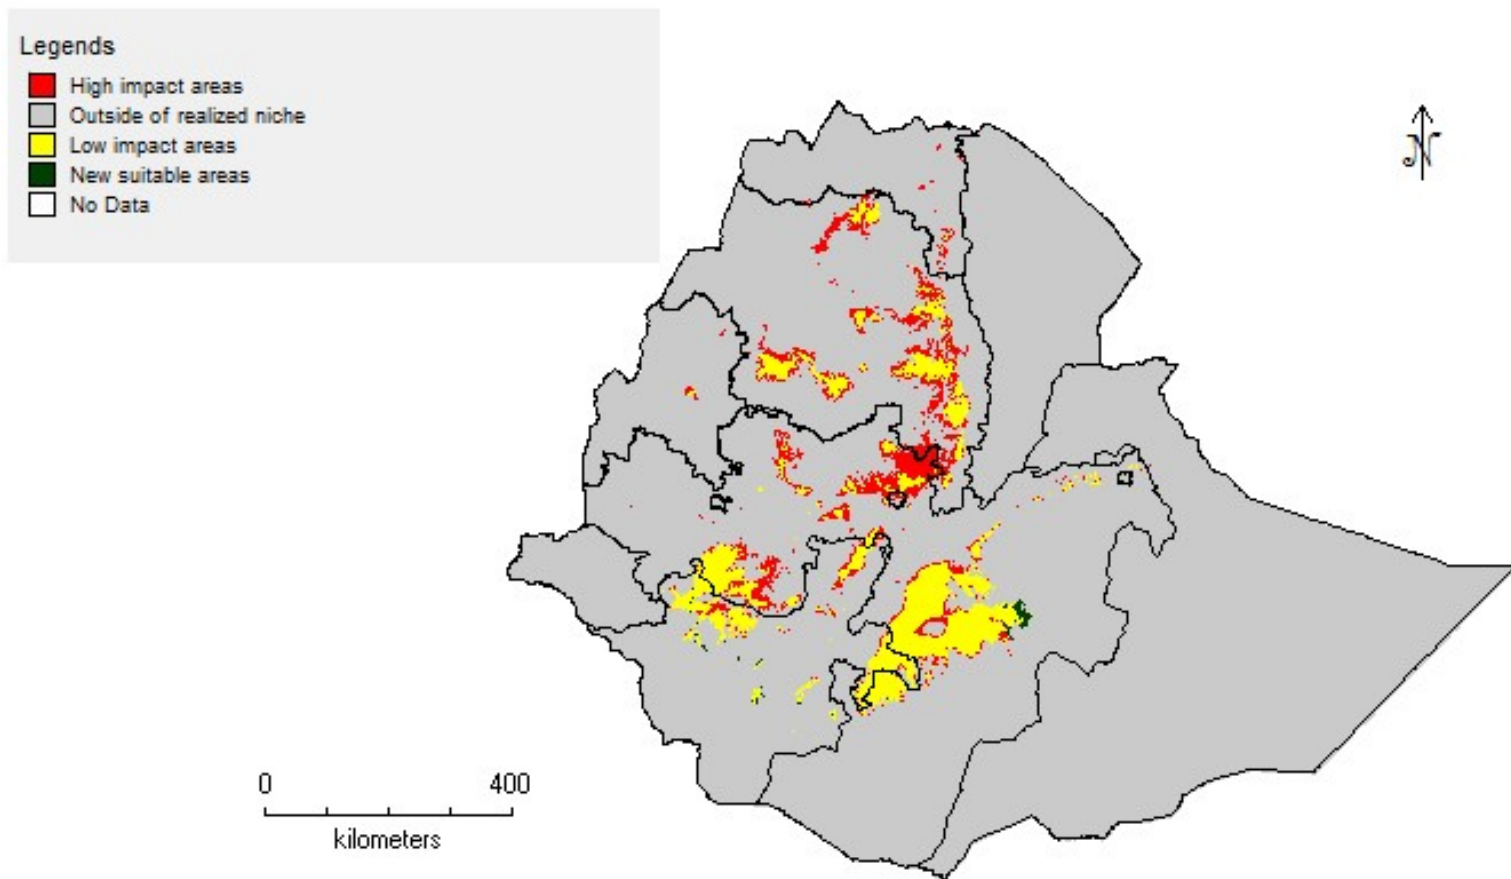 Legends
High impact areas
Outside of realized niche
Low impact areas
New suitable areas
No Data
N
0 400
kilometers